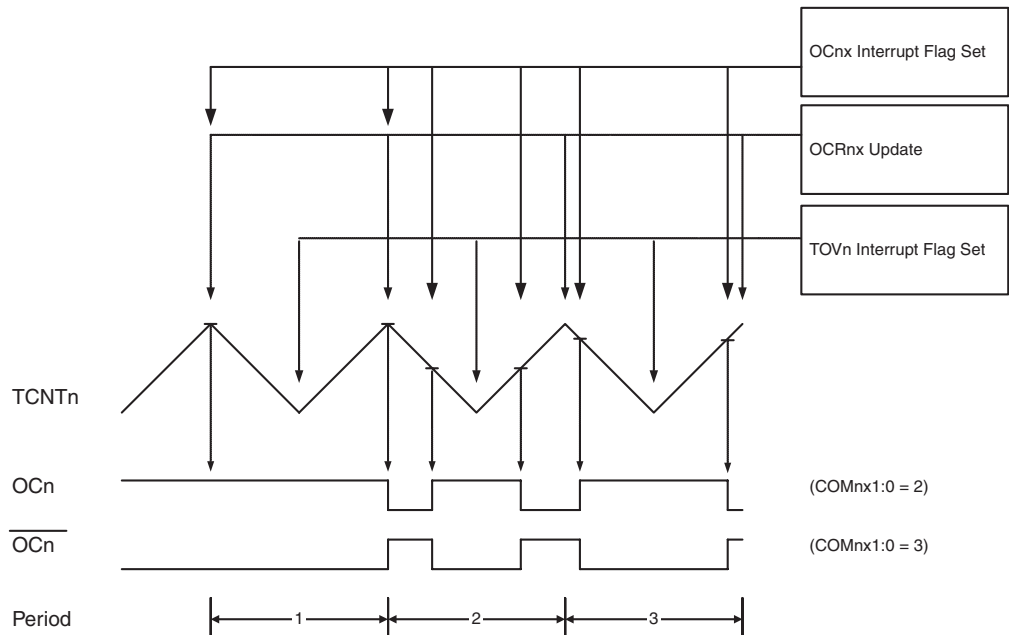 OCnx Interrupt Flag Set
OCRnx Update
TOVn Interrupt Flag Set
TCNTn
OCn (COMnx1:0 = 2)
OCn (COMnx1:0 = 3)
Period 1 2 3